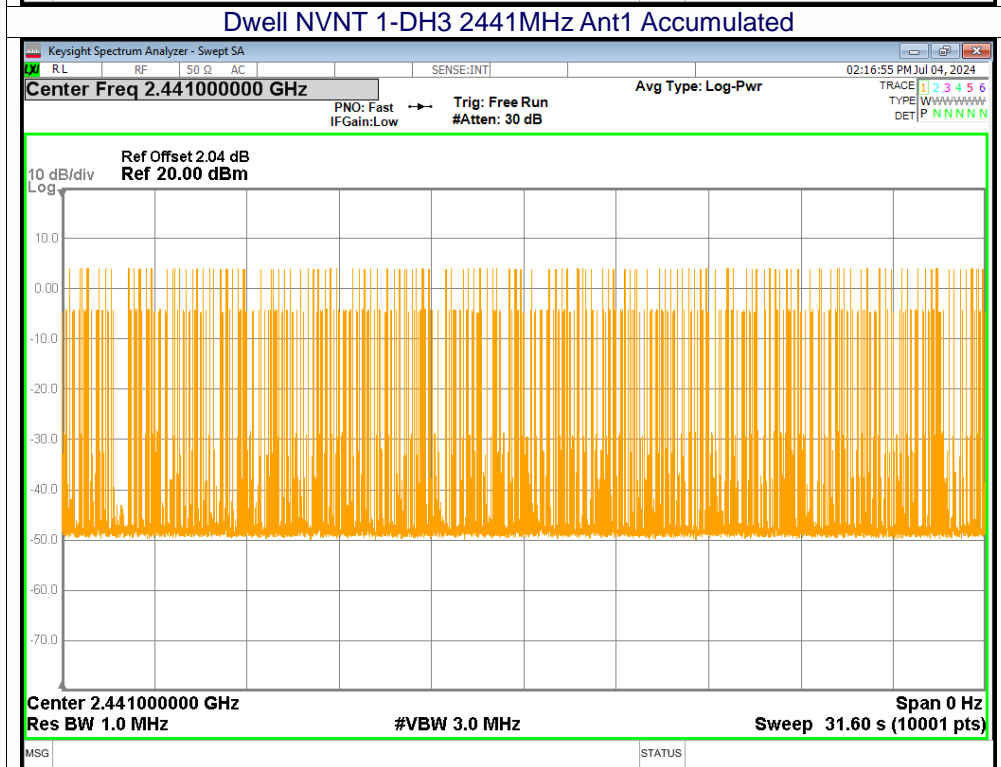 Dwell NVNT 1-DH3 2441MHz Ant1 Accumulated
Keysight Spectrum Analyzer - Swept SA
LXI RL RF 50 Ω AC SENSE:INT 02:16:55 PM Jul 04, 2024
Center Freq 2.441000000 GHz
PNO: Fast
IFGain:Low
Trig: Free Run
#Atten: 30 dB
Avg Type: Log-Pwr
TRACE 1 2 3 4 5 6
TYPE WWWWWW
DET P N N N N N
Ref Offset 2.04 dB
10 dB/div Ref 20.00 dBm
Log
10.0
0.00
-10.0
-20.0
-30.0
-40.0
-50.0
-60.0
-70.0
Center 2.441000000 GHz Span 0 Hz
Res BW 1.0 MHz #VBW 3.0 MHz Sweep 31.60 s (10001 pts)
MSG STATUS